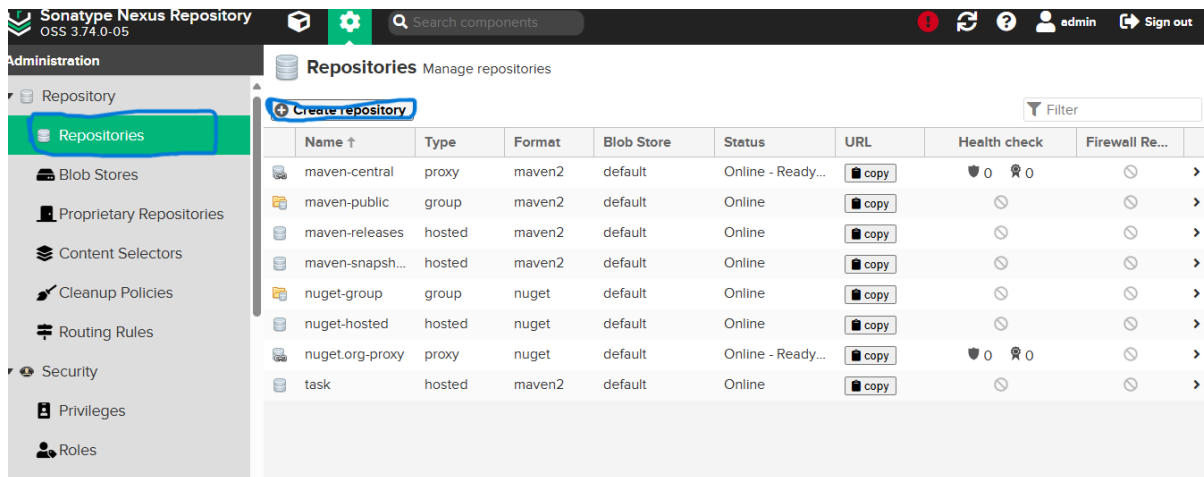 Sonatype Nexus Repository
OSS 3.74.0-05
Search components
admin
Sign out
Administration
Repository
Repositories
Blob Stores
Proprietary Repositories
Content Selectors
Cleanup Policies
Routing Rules
Security
Privileges
Roles
Repositories Manage repositories
Create repository
Filter
Name Type Format Blob Store Status URL Health check Firewall Re...
maven-central proxy maven2 default Online - Ready... copy 0 0
maven-public group maven2 default Online copy
maven-releases hosted maven2 default Online copy
maven-snapsh... hosted maven2 default Online copy
nuget-group group nuget default Online copy
nuget-hosted hosted nuget default Online copy
nuget.org-proxy proxy nuget default Online - Ready... copy 0 0
task hosted maven2 default Online copy